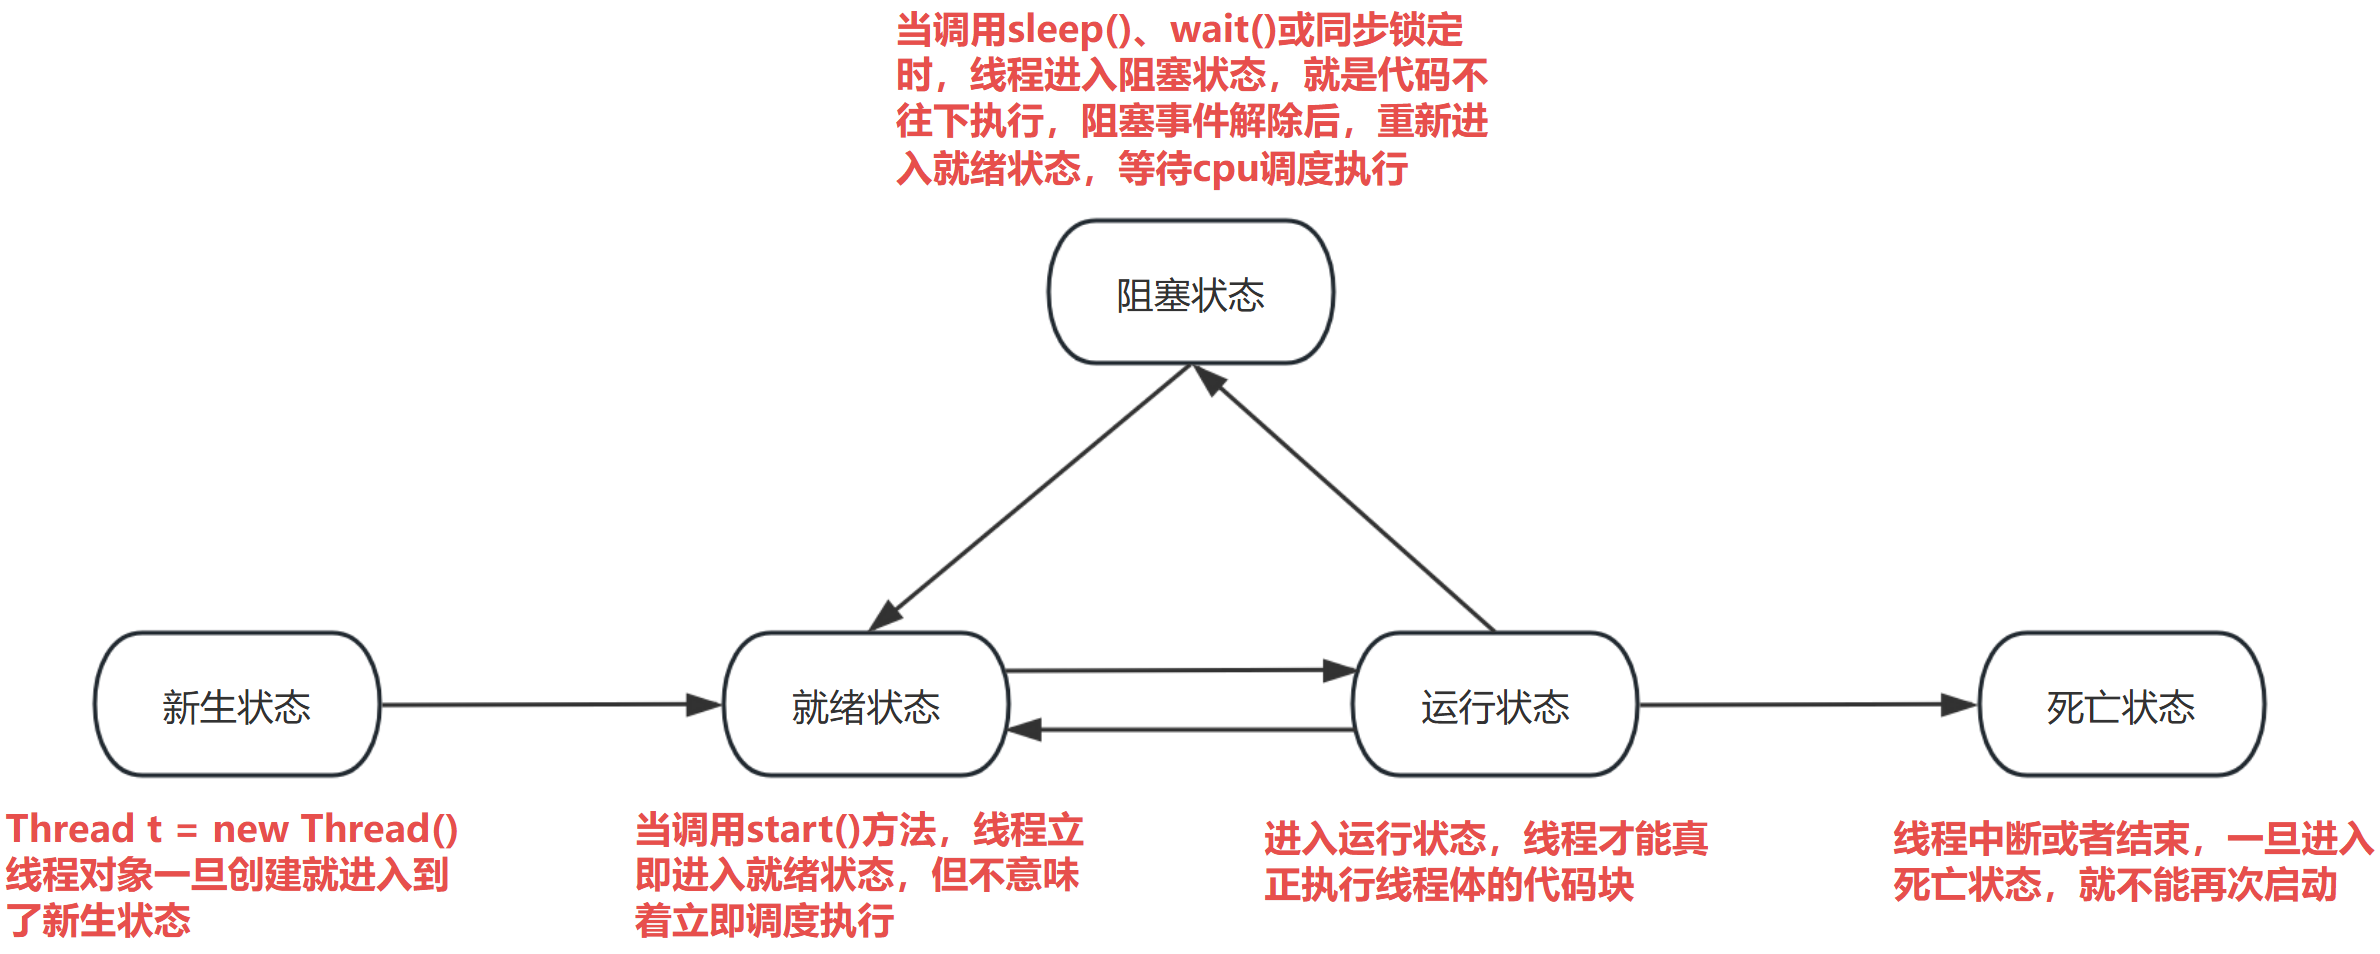 当调用sleep()、wait()或同步锁定
时，线程进入阻塞状态，就是代码不
往下执行，阻塞事件解除后，重新进
入就绪状态，等待cpu调度执行
阻塞状态
新生状态
就绪状态
运行状态
死亡状态
Thread t = new Thread()
线程对象一旦创建就进入到
了新生状态
当调用start()方法，线程立
即进入就绪状态，但不意味
着立即调度执行
进入运行状态，线程才能真
正执行线程体的代码块
线程中断或者结束，一旦进入
死亡状态，就不能再次启动